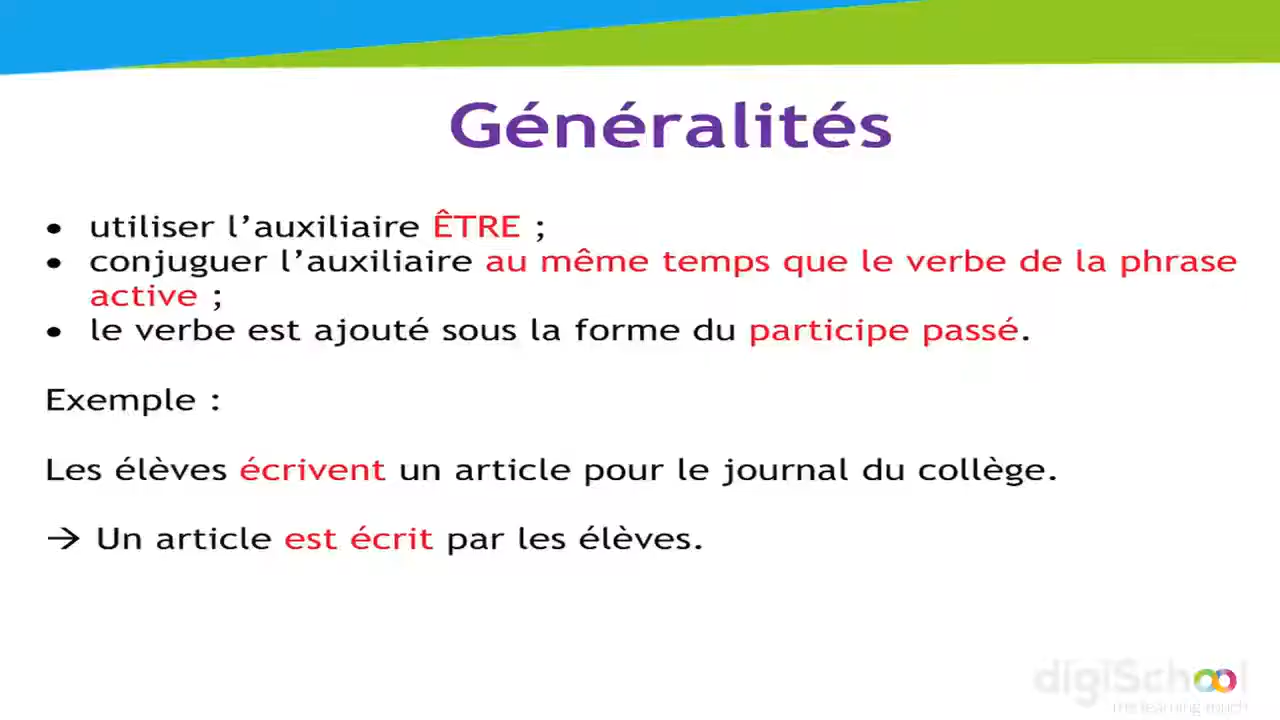 Généralités
• utiliser l’auxiliaire ÊTRE ;
• conjuguer l’auxiliaire au même temps que le verbe de la phrase
active ;
• le verbe est ajouté sous la forme du participe passé.
Exemple :
Les élèves écrivent un article pour le journal du collège.
→ Un article est écrit par les élèves.
digiSchool